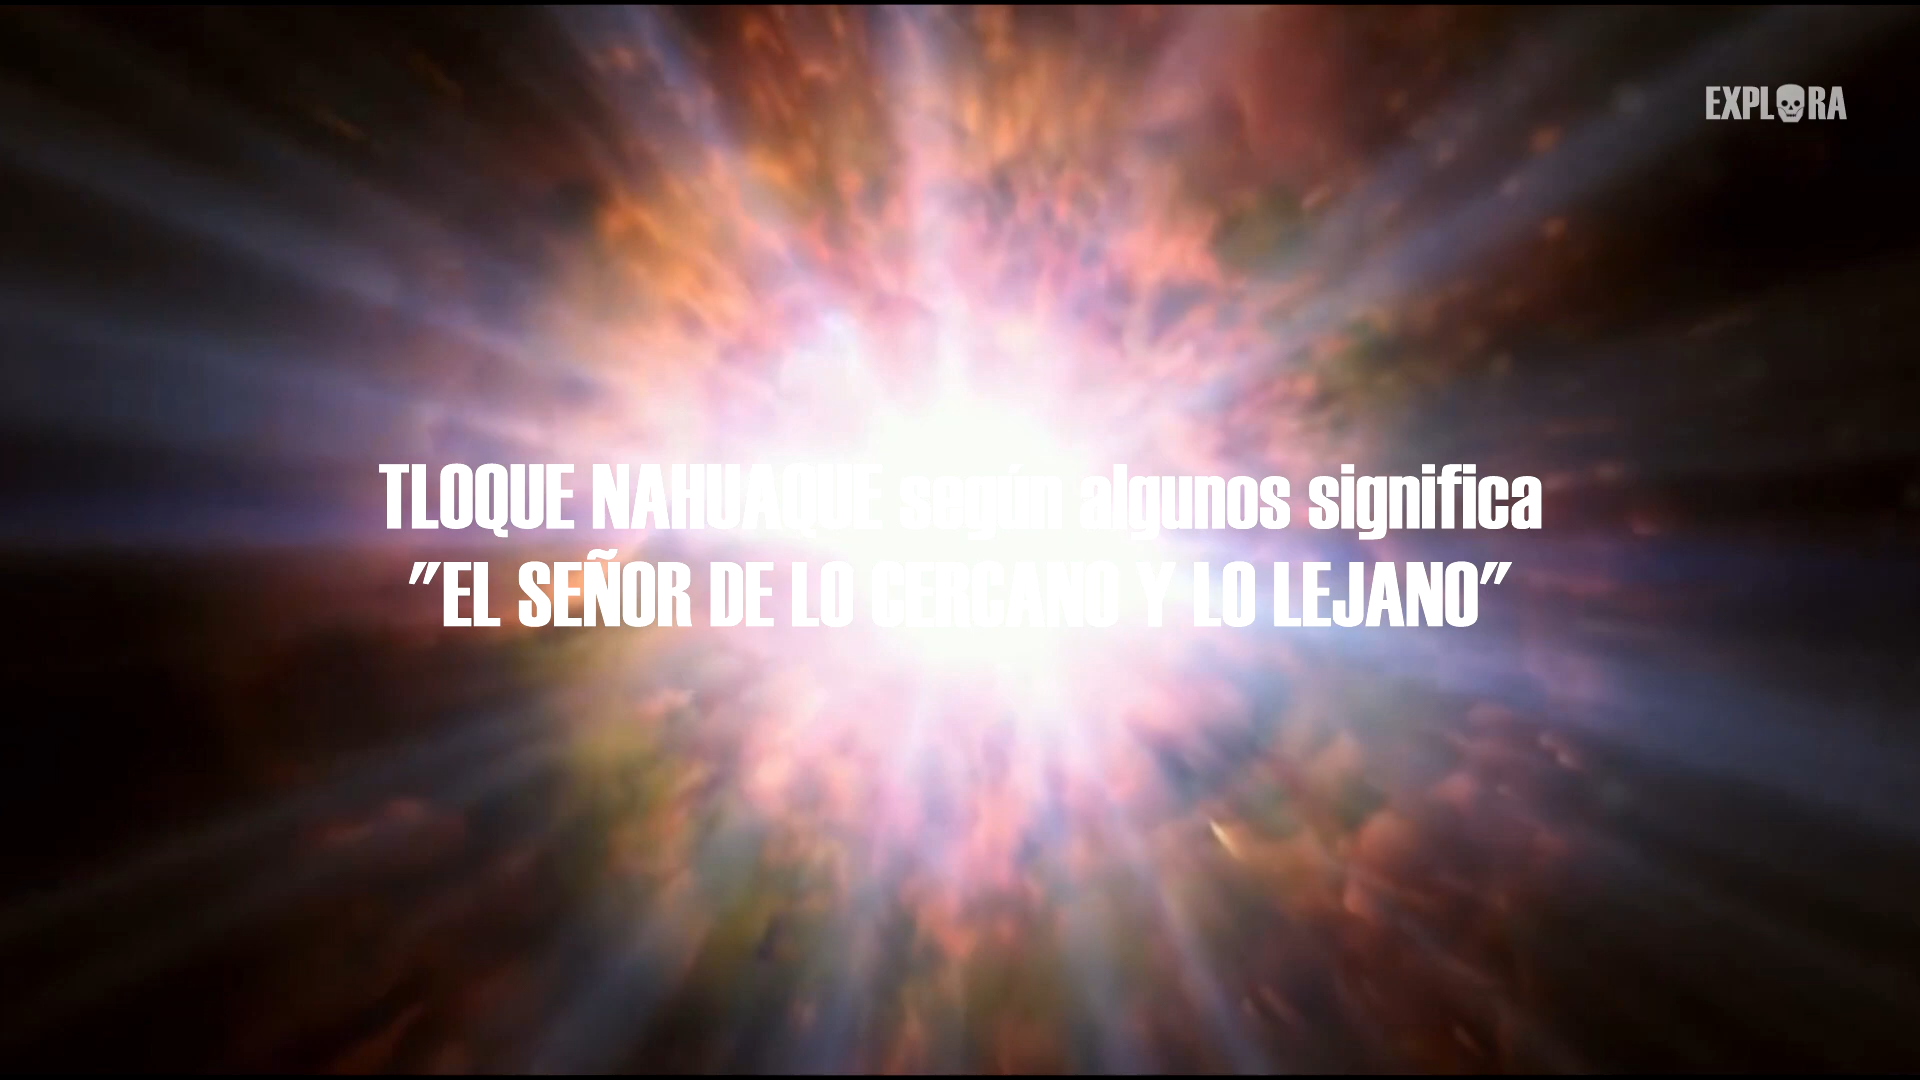 EXPLORA
TLOQUE NAHUAQUE según algunos significa
"EL SEÑOR DE LO CERCANO Y LO LEJANO"